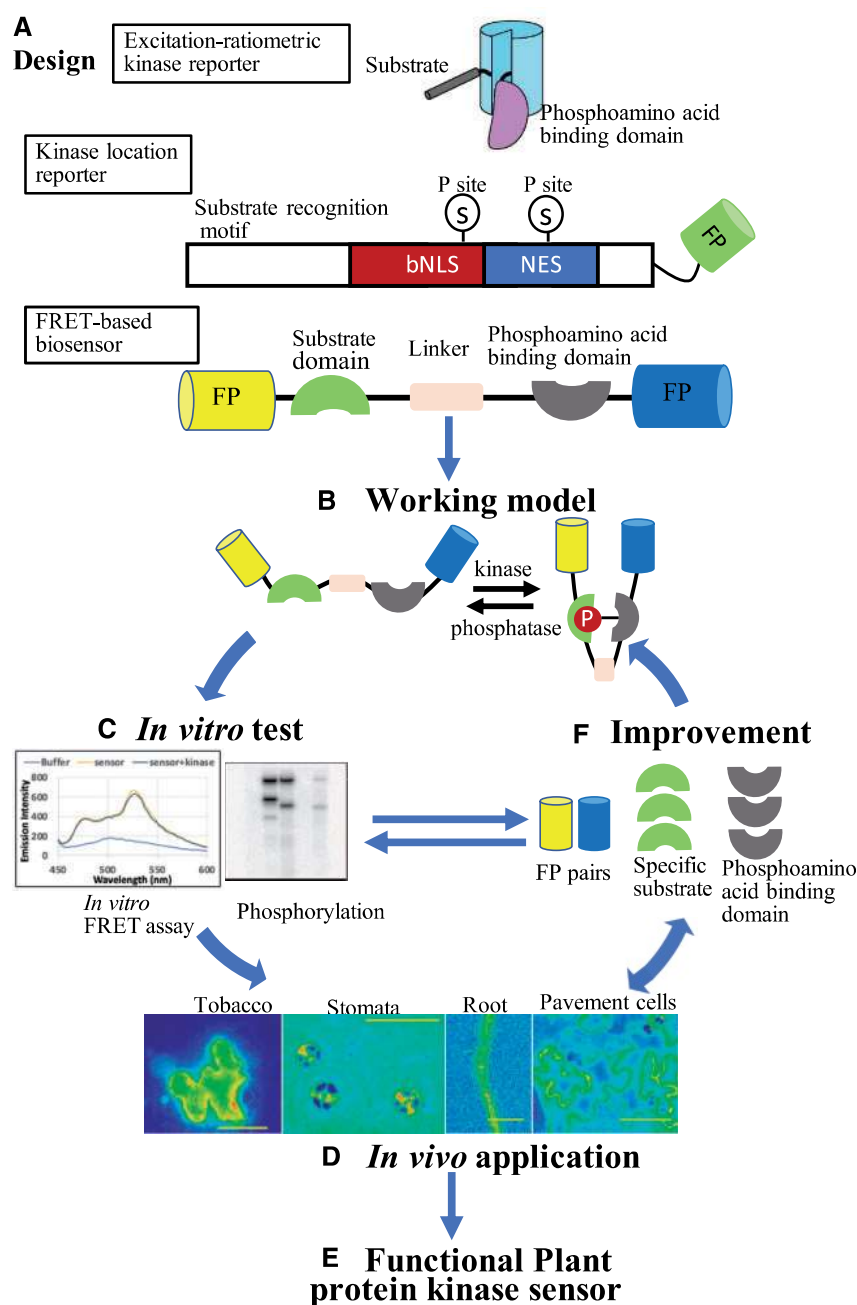 A
Design
Excitation-ratiometric
kinase reporter
Substrate
Phosphoamino acid
binding domain
Kinase location
reporter
P site
P site
S
S
Substrate recognition
motif
bNLS
NES
FP
FRET-based
biosensor
Substrate
domain
Linker
Phosphoamino acid
binding domain
FP
FP
B Working model
kinase
phosphatase
P
C In vitro test
F Improvement
Buffer sensor sensor+kinase
Emission Intensity
800
600
400
200
0
450 500 550 600
Wavelength (nm)
In vitro
FRET assay
Phosphorylation
FP pairs
Specific
substrate
Phosphoamino
acid binding
domain
Tobacco
Stomata
Root
Pavement cells
D In vivo application
E Functional Plant
protein kinase sensor